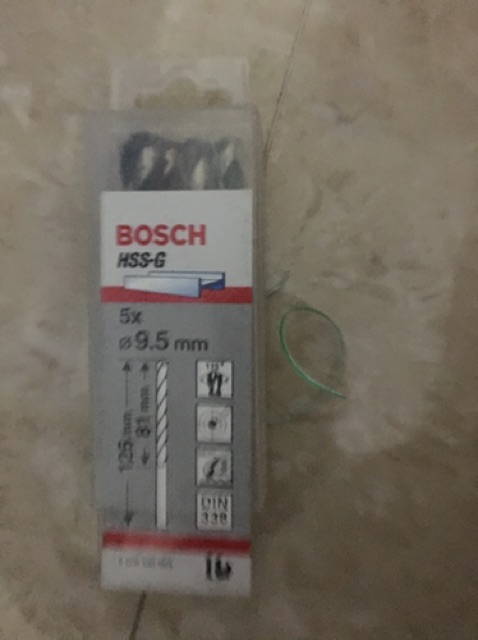 BOSCH
HSS-G
5x
ø 9.5 mm
125 mm
81 mm
DIN
338